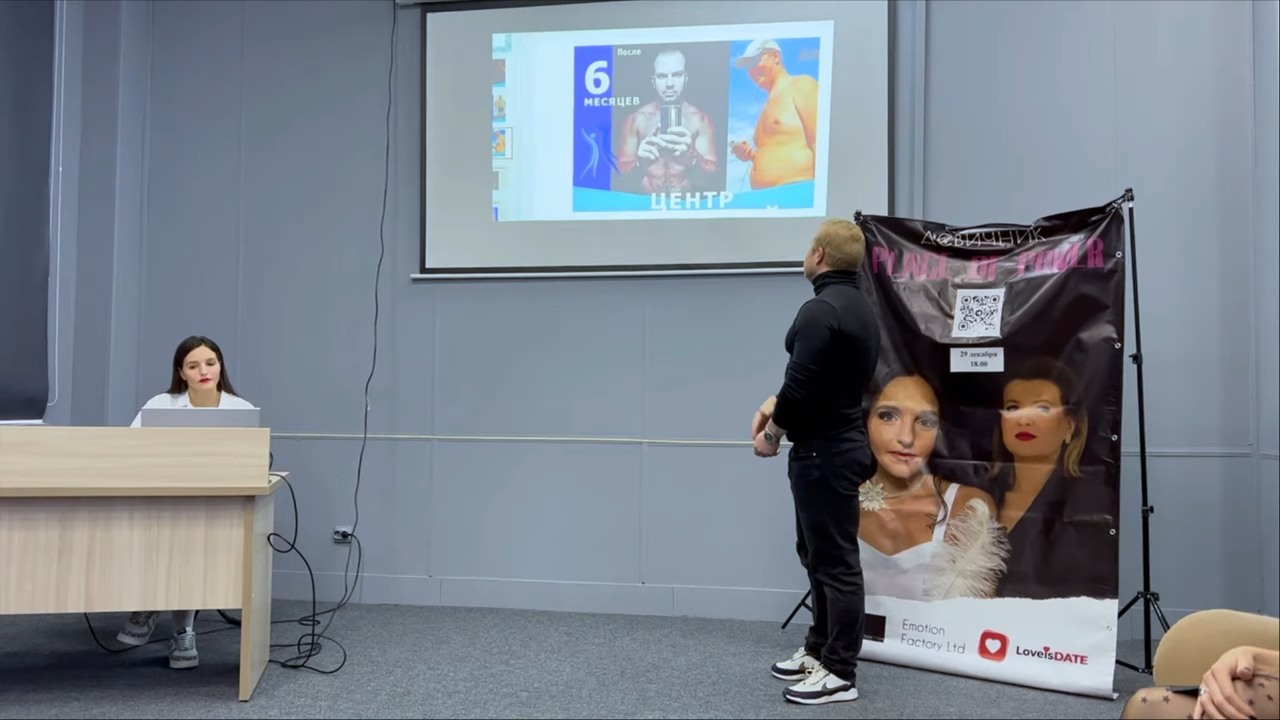 После
6
МЕСЯЦЕВ
ЦЕНТР
ДЕВИЧНИК
PLACE OF POWER
29 декабря
18.00
Emotion
Factory Ltd
LoveisDATE